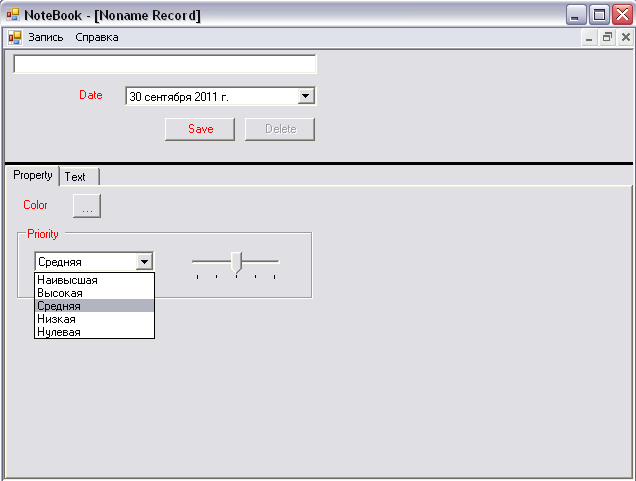 NoteBook - [Noname Record]
Запись Справка
Date 30 сентября 2011 г.
Save Delete
Property Text
Color ...
Priority
Средняя
Наивысшая
Высокая
Средняя
Низкая
Нулевая